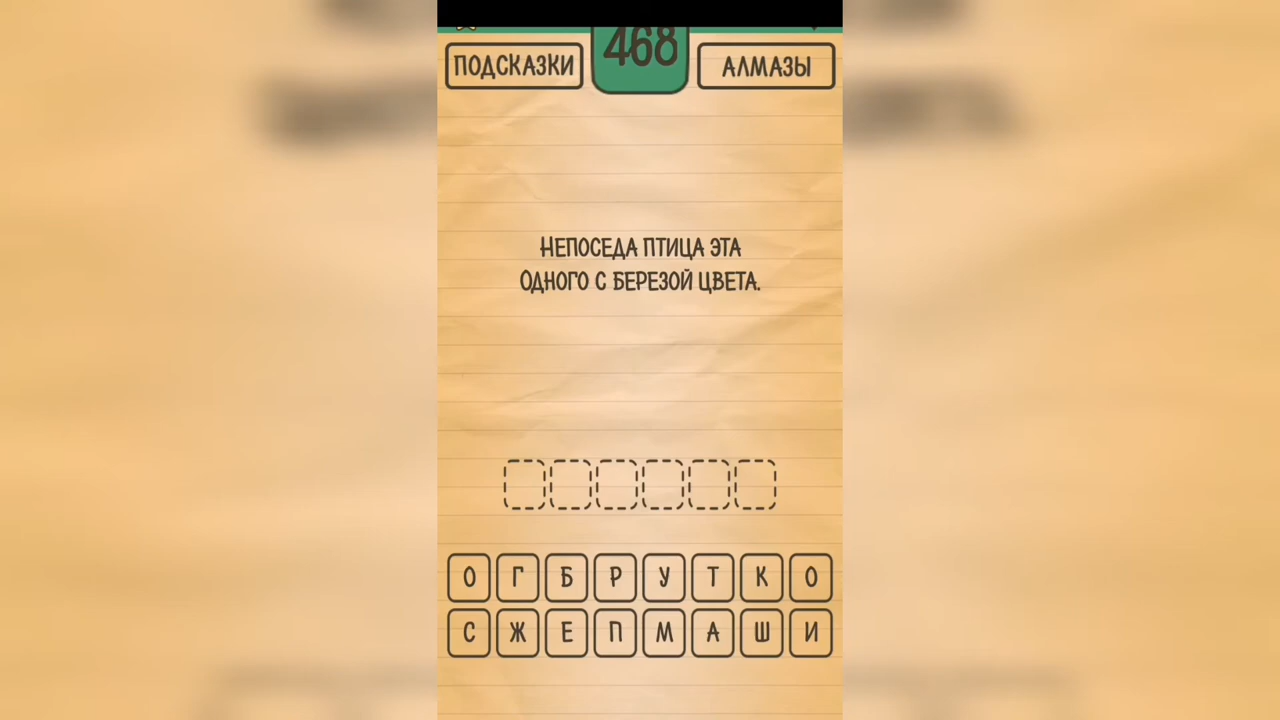 468
ПОДСКАЗКИ
АЛМАЗЫ
НЕПОСЕДА ПТИЦА ЭТА
ОДНОГО С БЕРЕЗОЙ ЦВЕТА.
О Г Б Р У Т К О
С Ж Е П М А Ш И